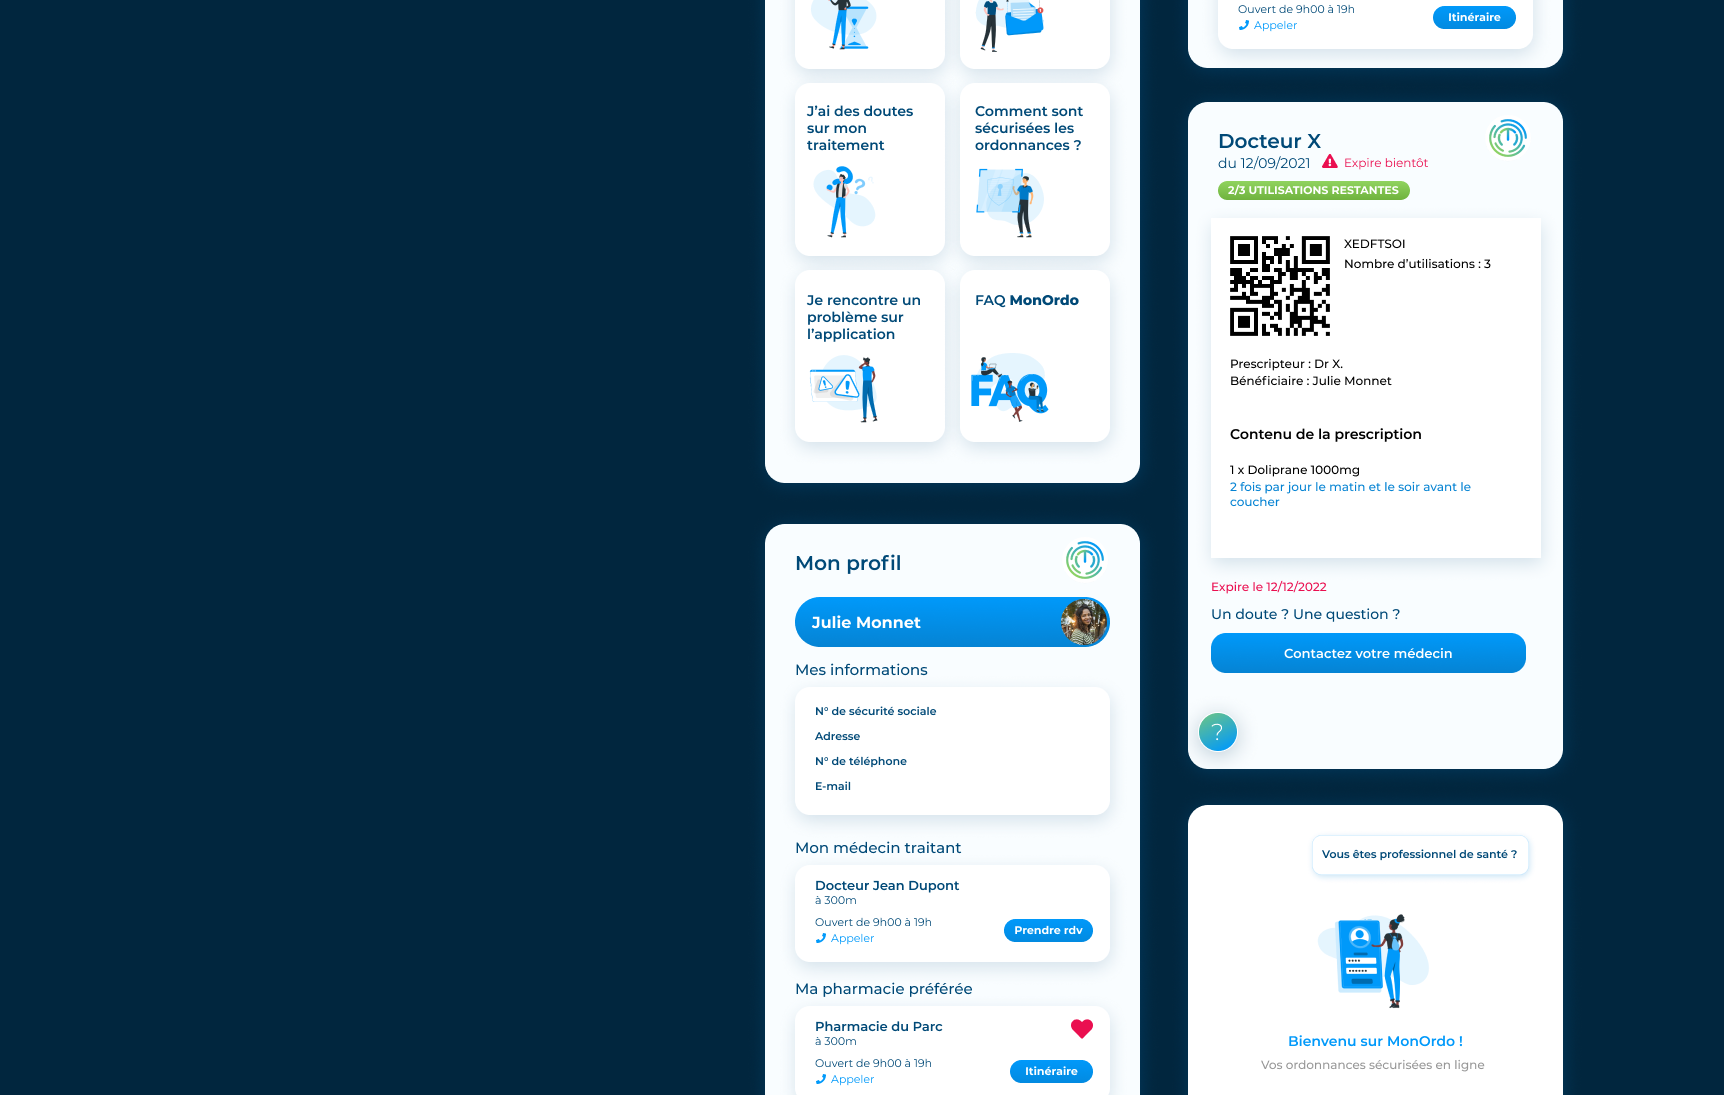 J'ai des doutes
sur mon
traitement
Comment sont
sécurisées les
ordonnances ?
Je rencontre un
problème sur
l'application
FAQ MonOrdo
FAQ
Mon profil
Julie Monnet
Mes informations
N° de sécurité sociale
Adresse
N° de téléphone
E-mail
Mon médecin traitant
Docteur Jean Dupont
à 300m
Ouvert de 9h00 à 19h
Appeler
Prendre rdv
Ma pharmacie préférée
Pharmacie du Parc
à 300m
Ouvert de 9h00 à 19h
Appeler
Itinéraire
Ouvert de 9h00 à 19h
Appeler
Itinéraire
Docteur X
du 12/09/2021
Expire bientôt
2/3 UTILISATIONS RESTANTES
XEDFTSOI
Nombre d'utilisations : 3
Prescripteur : Dr X.
Bénéficiaire : Julie Monnet
Contenu de la prescription
1 x Doliprane 1000mg
2 fois par jour le matin et le soir avant le
coucher
Expire le 12/12/2022
Un doute ? Une question ?
Contactez votre médecin
?
Vous êtes professionnel de santé ?
Bienvenu sur MonOrdo !
Vos ordonnances sécurisées en ligne